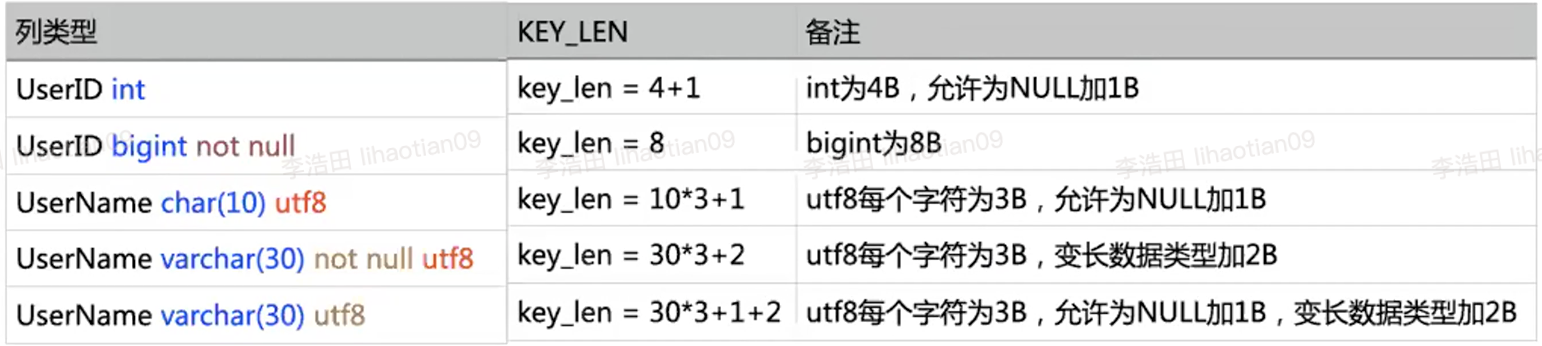 列类型 KEY_LEN 备注
UserID int key_len = 4+1 int为4B，允许为NULL加1B
UserID bigint not null key_len = 8 bigint为8B
李浩田 lihaotian09 李浩田 lihaotian09 李浩田 lihaotian09 李浩田 lihaotian09
UserName char(10) utf8 key_len = 10*3+1 utf8每个字符为3B，允许为NULL加1B
UserName varchar(30) not null utf8 key_len = 30*3+2 utf8每个字符为3B，变长数据类型加2B
UserName varchar(30) utf8 key_len = 30*3+1+2 utf8每个字符为3B，允许为NULL加1B，变长数据类型加2B